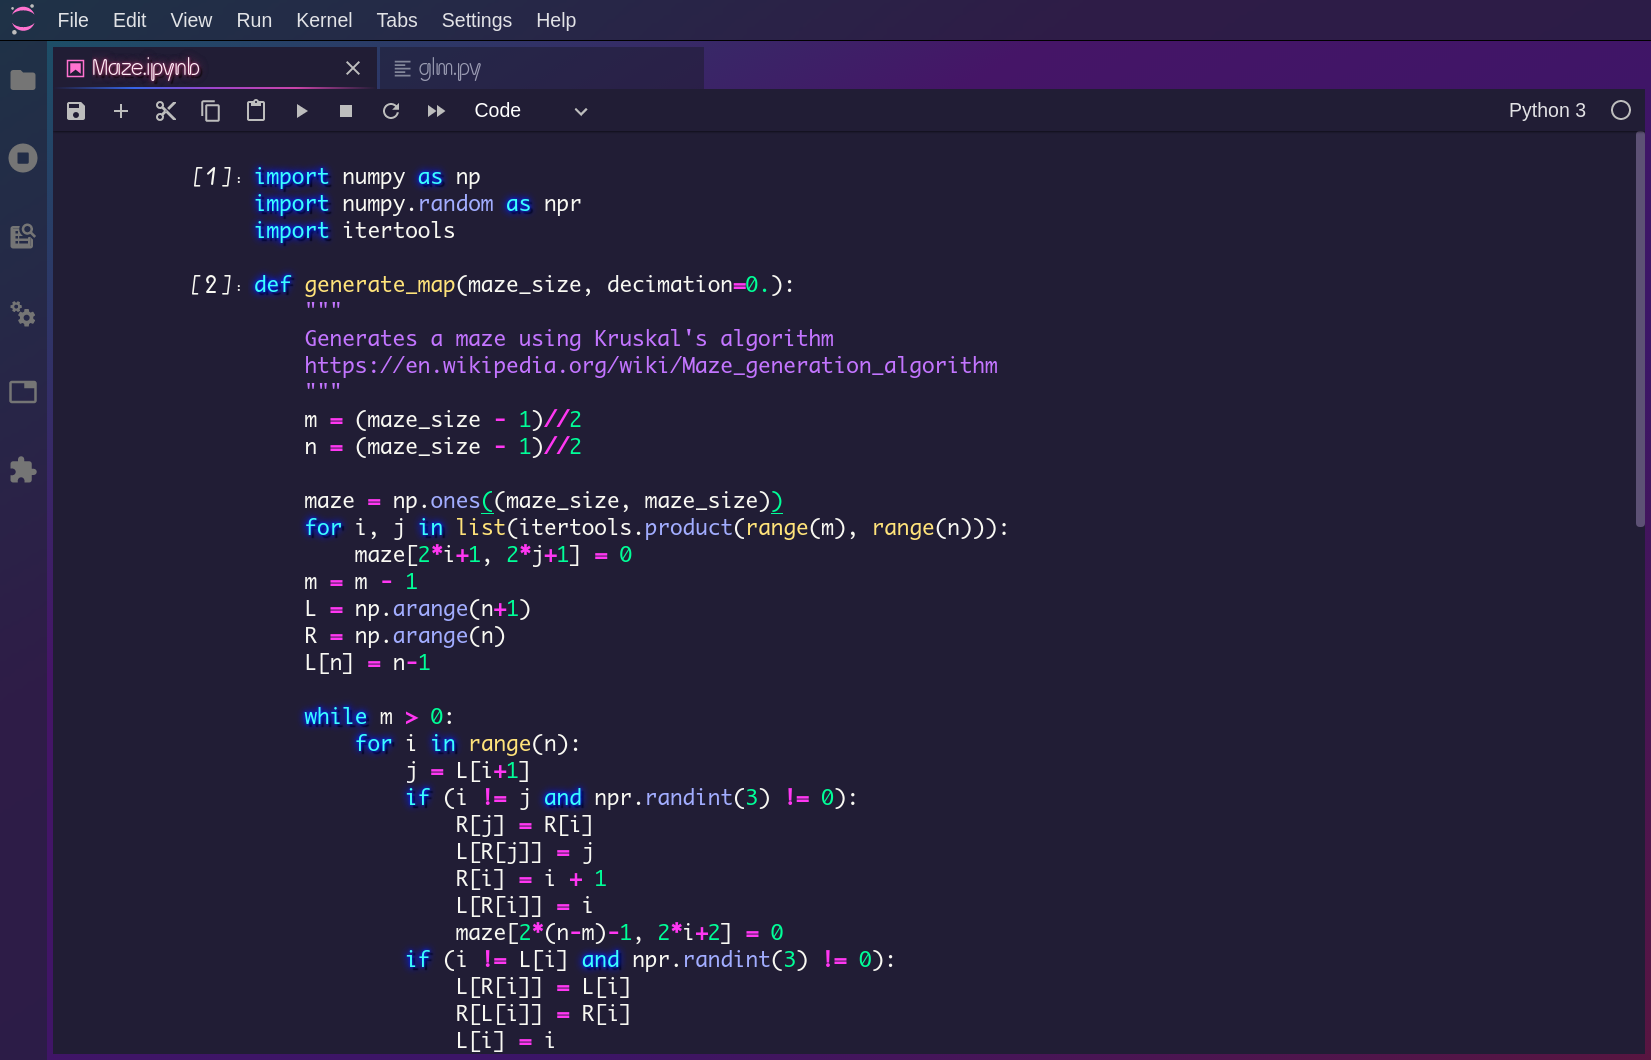 File Edit View Run Kernel Tabs Settings Help
Maze.ipynb glm.py
Code Python 3
[1]: import numpy as np
import numpy.random as npr
import itertools
[2]: def generate_map(maze_size, decimation=0.):
"""
Generates a maze using Kruskal's algorithm
https://en.wikipedia.org/wiki/Maze_generation_algorithm
"""
m = (maze_size - 1)//2
n = (maze_size - 1)//2
maze = np.ones((maze_size, maze_size))
for i, j in list(itertools.product(range(m), range(n))):
maze[2*i+1, 2*j+1] = 0
m = m - 1
L = np.arange(n+1)
R = np.arange(n)
L[n] = n-1
while m > 0:
for i in range(n):
j = L[i+1]
if (i != j and npr.randint(3) != 0):
R[j] = R[i]
L[R[j]] = j
R[i] = i + 1
L[R[i]] = i
maze[2*(n-m)-1, 2*i+2] = 0
if (i != L[i] and npr.randint(3) != 0):
L[R[i]] = L[i]
R[L[i]] = R[i]
L[i] = i